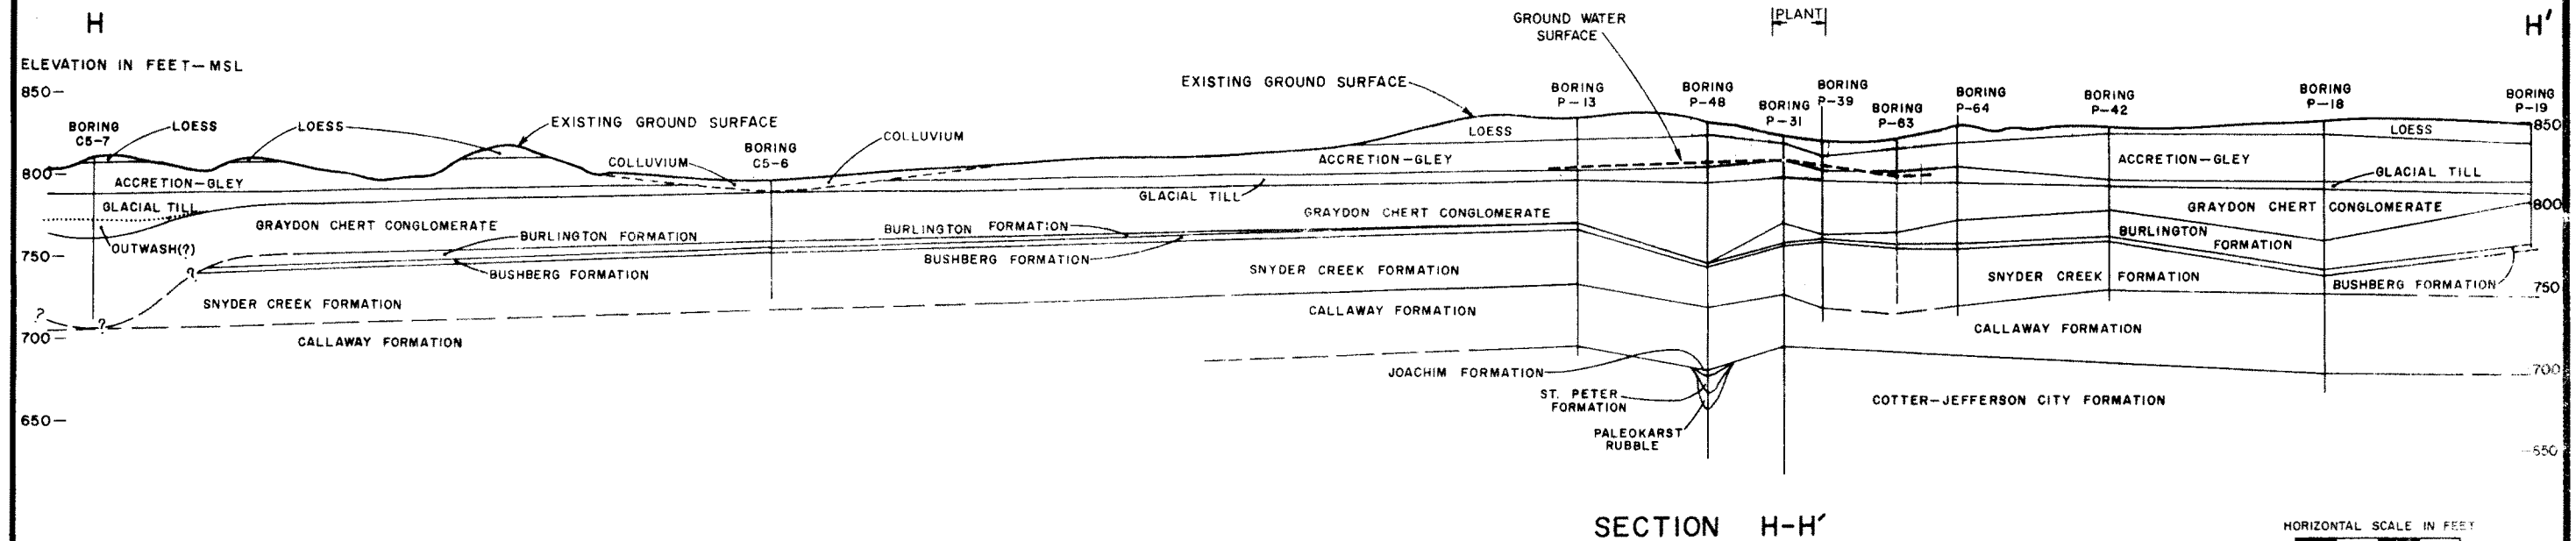 H
H'
PLANT
GROUND WATER
SURFACE
ELEVATION IN FEET—MSL
EXISTING GROUND SURFACE
850—
BORING
C5-7
LOESS
LOESS
EXISTING GROUND SURFACE
COLLUVIUM
BORING
C5-6
COLLUVIUM
BORING
P-13
BORING
P-48
BORING
P-31
BORING
P-39
BORING
P-63
BORING
P-64
BORING
P-42
BORING
P-18
BORING
P-19
850
LOESS
LOESS
800—
ACCRETION-GLEY
ACCRETION-GLEY
ACCRETION-GLEY
GLACIAL TILL
GLACIAL TILL
GLACIAL TILL
800
GRAYDON CHERT CONGLOMERATE
GRAYDON CHERT CONGLOMERATE
GRAYDON CHERT CONGLOMERATE
OUTWASH(?)
BURLINGTON FORMATION
BURLINGTON FORMATION
BURLINGTON
FORMATION
750—
?
BUSHBERG FORMATION
BUSHBERG FORMATION
BUSHBERG FORMATION
750
SNYDER CREEK FORMATION
SNYDER CREEK FORMATION
SNYDER CREEK FORMATION
?
?
700—
CALLAWAY FORMATION
CALLAWAY FORMATION
CALLAWAY FORMATION
700
JOACHIM FORMATION
ST. PETER
FORMATION
COTTER-JEFFERSON CITY FORMATION
650—
PALEOKARST
RUBBLE
650
SECTION H-H'
HORIZONTAL SCALE IN FEET